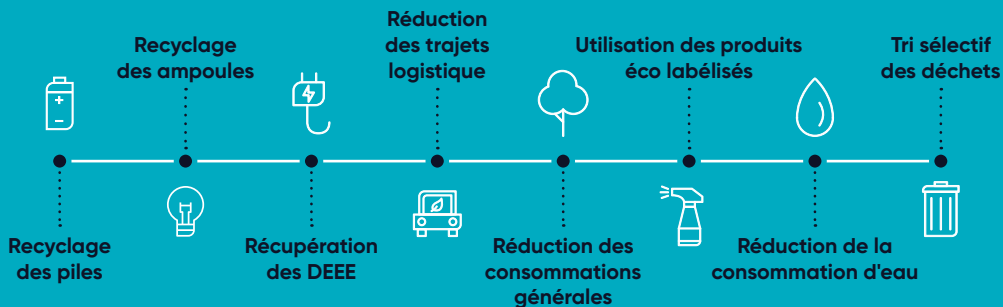 Recyclage
des piles
Recyclage
des ampoules
Récupération
des DEEE
Réduction
des trajets
logistique
Réduction des
consommations
générales
Utilisation des produits
éco labélisés
Réduction de la
consommation d'eau
Tri sélectif
des déchets